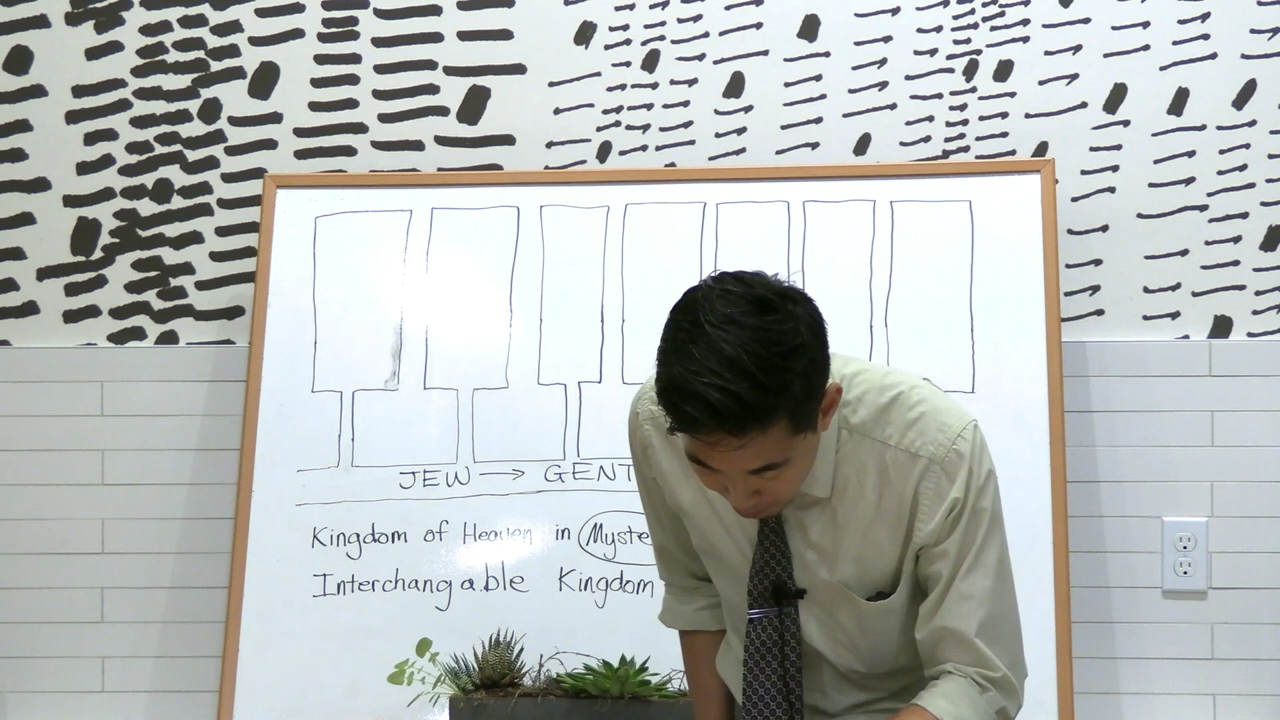 JEW → GENT
Kingdom of Heaven in Myste
Interchangable Kingdom